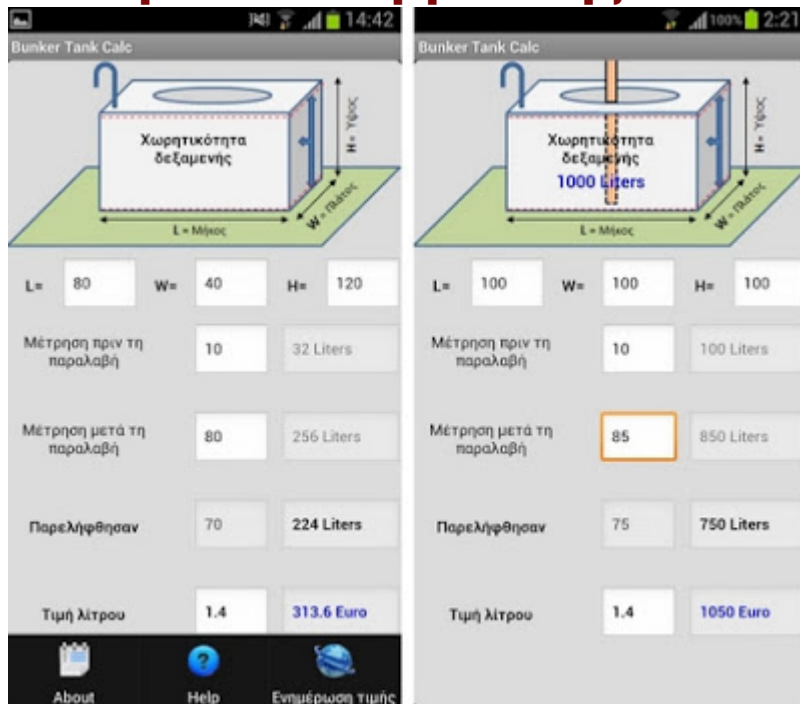 14:42
Bunker Tank Calc
Χωρητικότητα
δεξαμενής
H= Ύψος
W= Πλάτος
L= Μήκος
L= 80 W= 40 H= 120
Μέτρηση πριν τη
παραλαβή
10 32 Liters
Μέτρηση μετά τη
παραλαβή
80 256 Liters
Παρελήφθησαν 70 224 Liters
Τιμή λίτρου 1.4 313.6 Euro
About Help Ενημέρωση τιμής
100% 2:21
Bunker Tank Calc
Χωρητικότητα
δεξαμενής
1000 Liters
H= Ύψος
W= Πλάτος
L= Μήκος
L= 100 W= 100 H= 100
Μέτρηση πριν τη
παραλαβή
10 100 Liters
Μέτρηση μετά τη
παραλαβή
85 850 Liters
Παρελήφθησαν 75 750 Liters
Τιμή λίτρου 1.4 1050 Euro